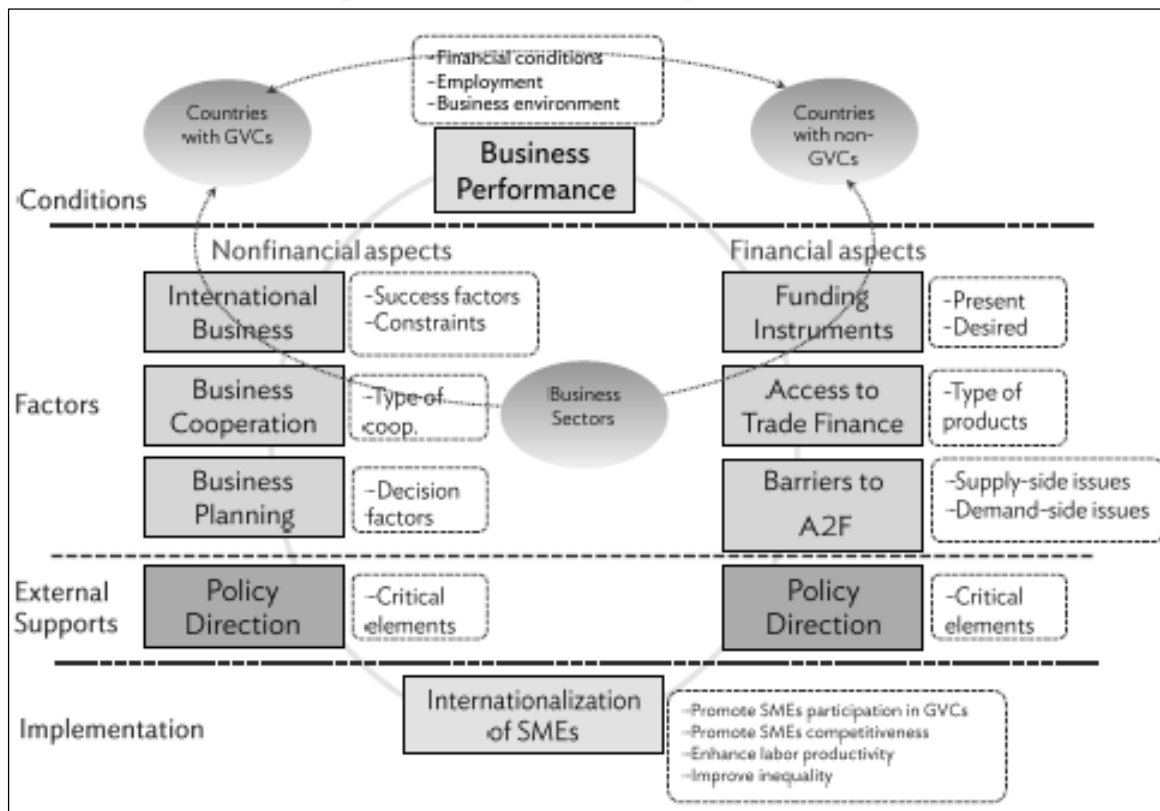 -Financial conditions
-Employment
-Business environment
Countries
with GVCs
Countries
with non-
GVCs
Business
Performance
Conditions
Nonfinancial aspects
Financial aspects
International
Business
-Success factors
-Constraints
Funding
Instruments
-Present
-Desired
Factors
Business
Cooperation
-Type of
coop.
Business
Sectors
Access to
Trade Finance
-Type of
products
Business
Planning
-Decision
factors
Barriers to
A2F
-Supply-side issues
-Demand-side issues
External
Supports
Policy
Direction
-Critical
elements
Policy
Direction
-Critical
elements
Implementation
Internationalization
of SMEs
-Promote SMEs participation in GVCs
-Promote SMEs competitiveness
-Enhance labor productivity
-Improve inequality